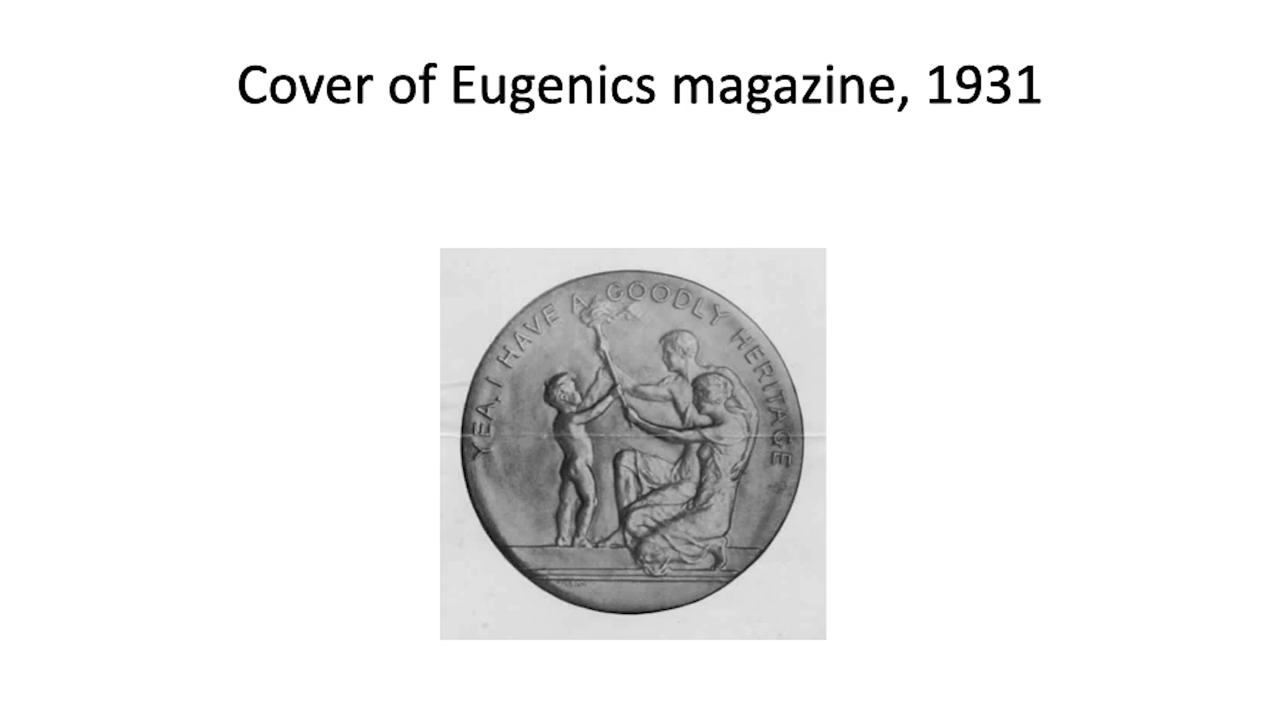 Cover of Eugenics magazine, 1931
YEA, I HAVE A GOODLY HERITAGE